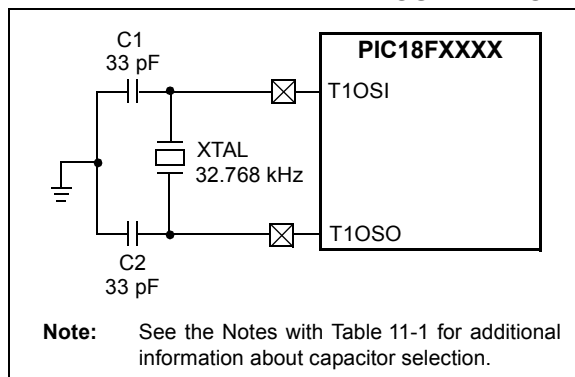 C1
33 pF
PIC18FXXXX
T1OSI
XTAL
32.768 kHz
T1OSO
C2
33 pF
Note: See the Notes with Table 11-1 for additional
information about capacitor selection.